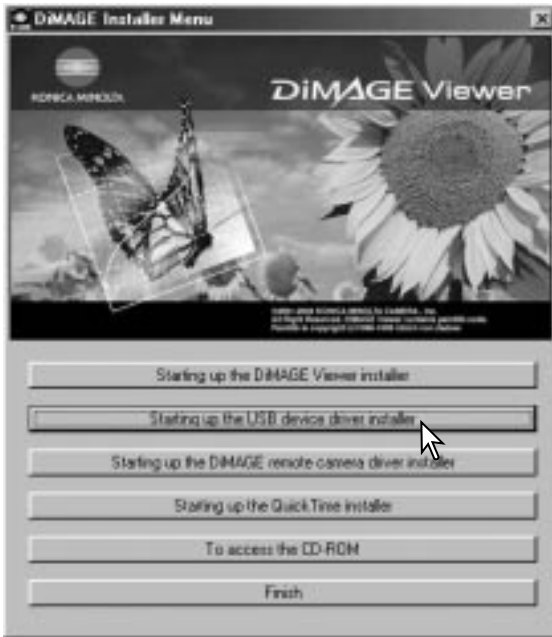 DiMAGE Installer Menu
KONICA MINOLTA
DiMAGE Viewer
Starting up the DiMAGE Viewer installer
Starting up the USB device driver installer
Starting up the DiMAGE remote camera driver installer
Starting up the QuickTime installer
To access the CD-ROM
Finish